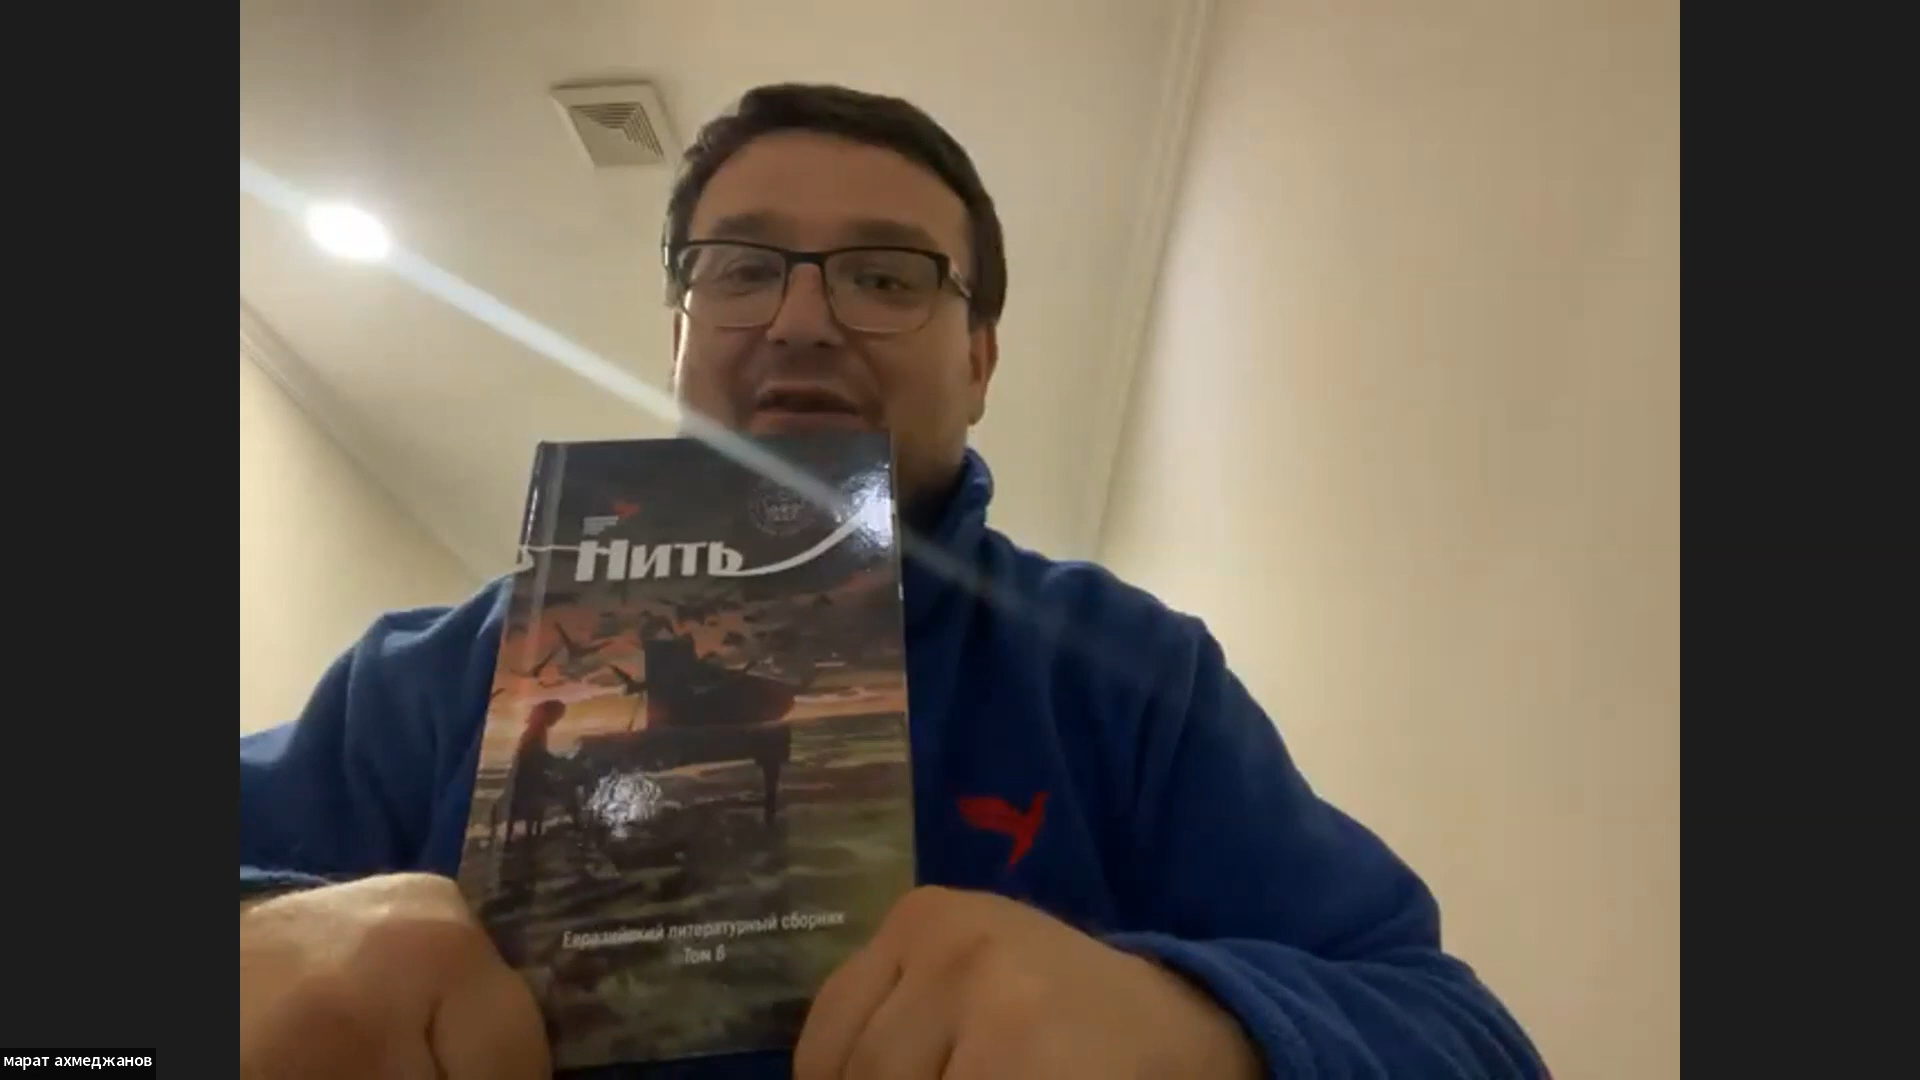 Нить
Евразийский литературный сборник
Том 6
марат ахмеджанов